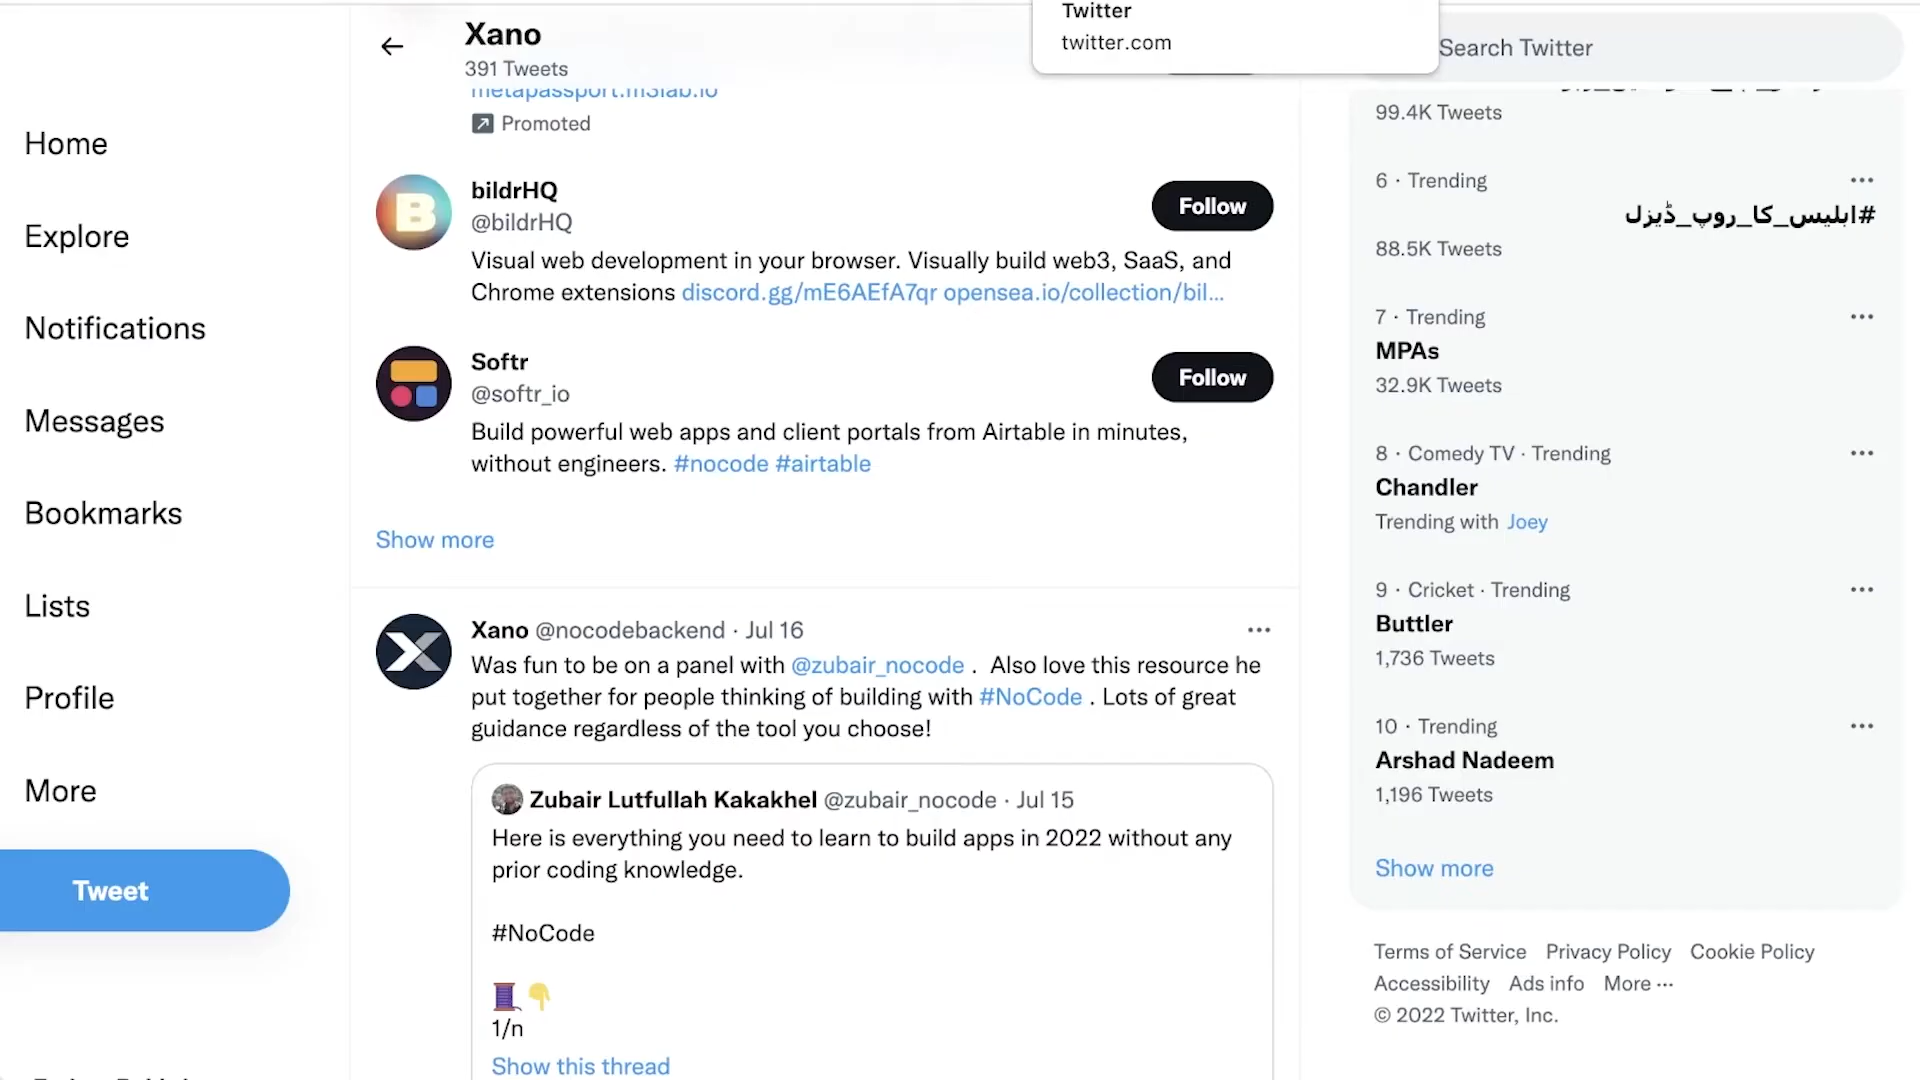 Twitter
twitter.com
Xano
391 Tweets
Search Twitter
Home
Explore
Notifications
Messages
Bookmarks
Lists
Profile
More
Tweet
metapassport.m3lab.io
Promoted
bildrHQ
@bildrHQ
Follow
Visual web development in your browser. Visually build web3, SaaS, and
Chrome extensions discord.gg/mE6AEfA7qr opensea.io/collection/bil...
Softr
@softr_io
Follow
Build powerful web apps and client portals from Airtable in minutes,
without engineers. #nocode #airtable
Show more
Xano @nocodebackend · Jul 16
Was fun to be on a panel with @zubair_nocode . Also love this resource he
put together for people thinking of building with #NoCode . Lots of great
guidance regardless of the tool you choose!
Zubair Lutfullah Kakakhel @zubair_nocode · Jul 15
Here is everything you need to learn to build apps in 2022 without any
prior coding knowledge.
#NoCode
🧵👇
1/n
Show this thread
99.4K Tweets
6 · Trending
#ابلیس_کا_روپ_ڈیزل
88.5K Tweets
7 · Trending
MPAs
32.9K Tweets
8 · Comedy TV · Trending
Chandler
Trending with Joey
9 · Cricket · Trending
Buttler
1,736 Tweets
10 · Trending
Arshad Nadeem
1,196 Tweets
Show more
Terms of Service Privacy Policy Cookie Policy
Accessibility Ads info More ···
© 2022 Twitter, Inc.